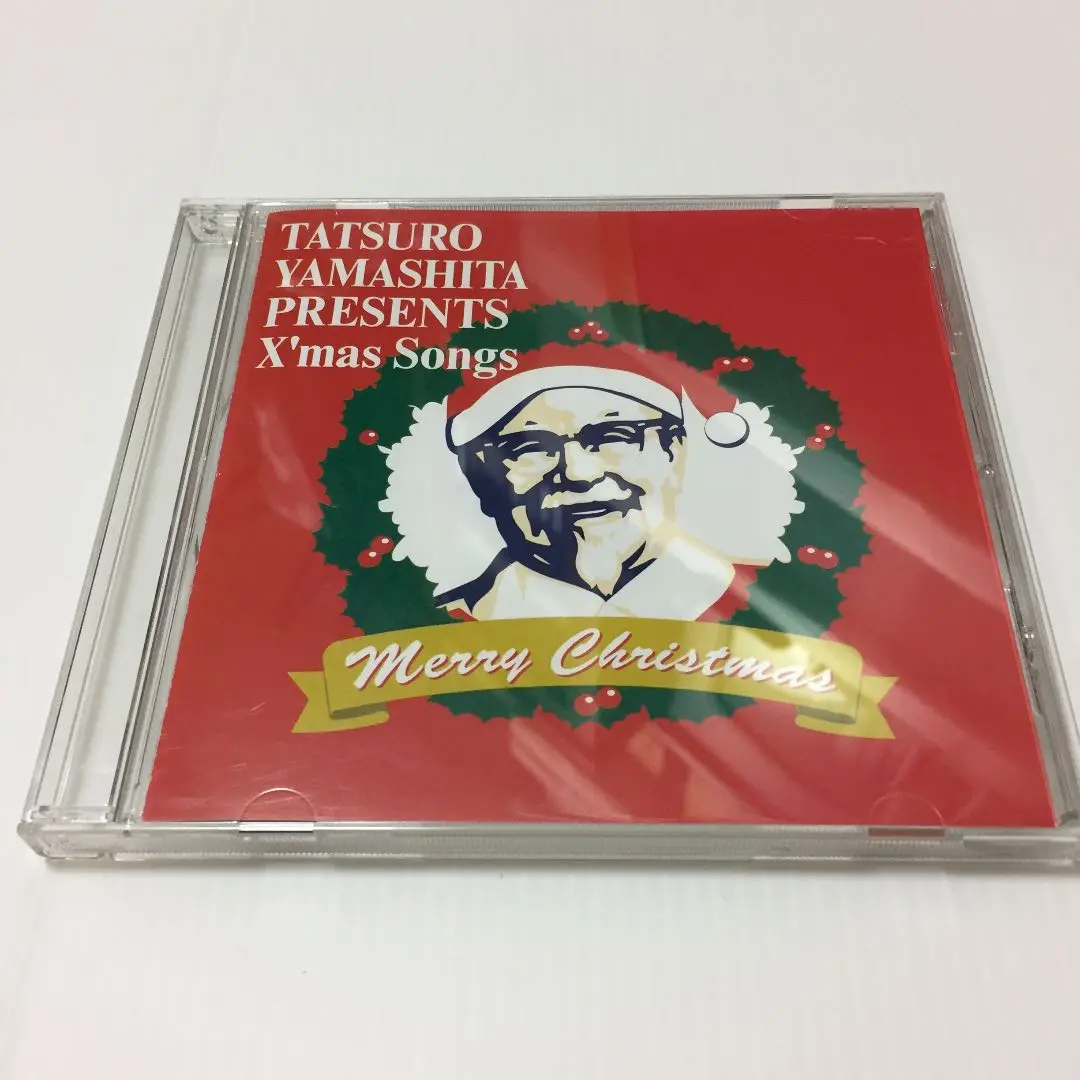 TATSURO
YAMASHITA
PRESENTS
X'mas Songs
Merry Christmas